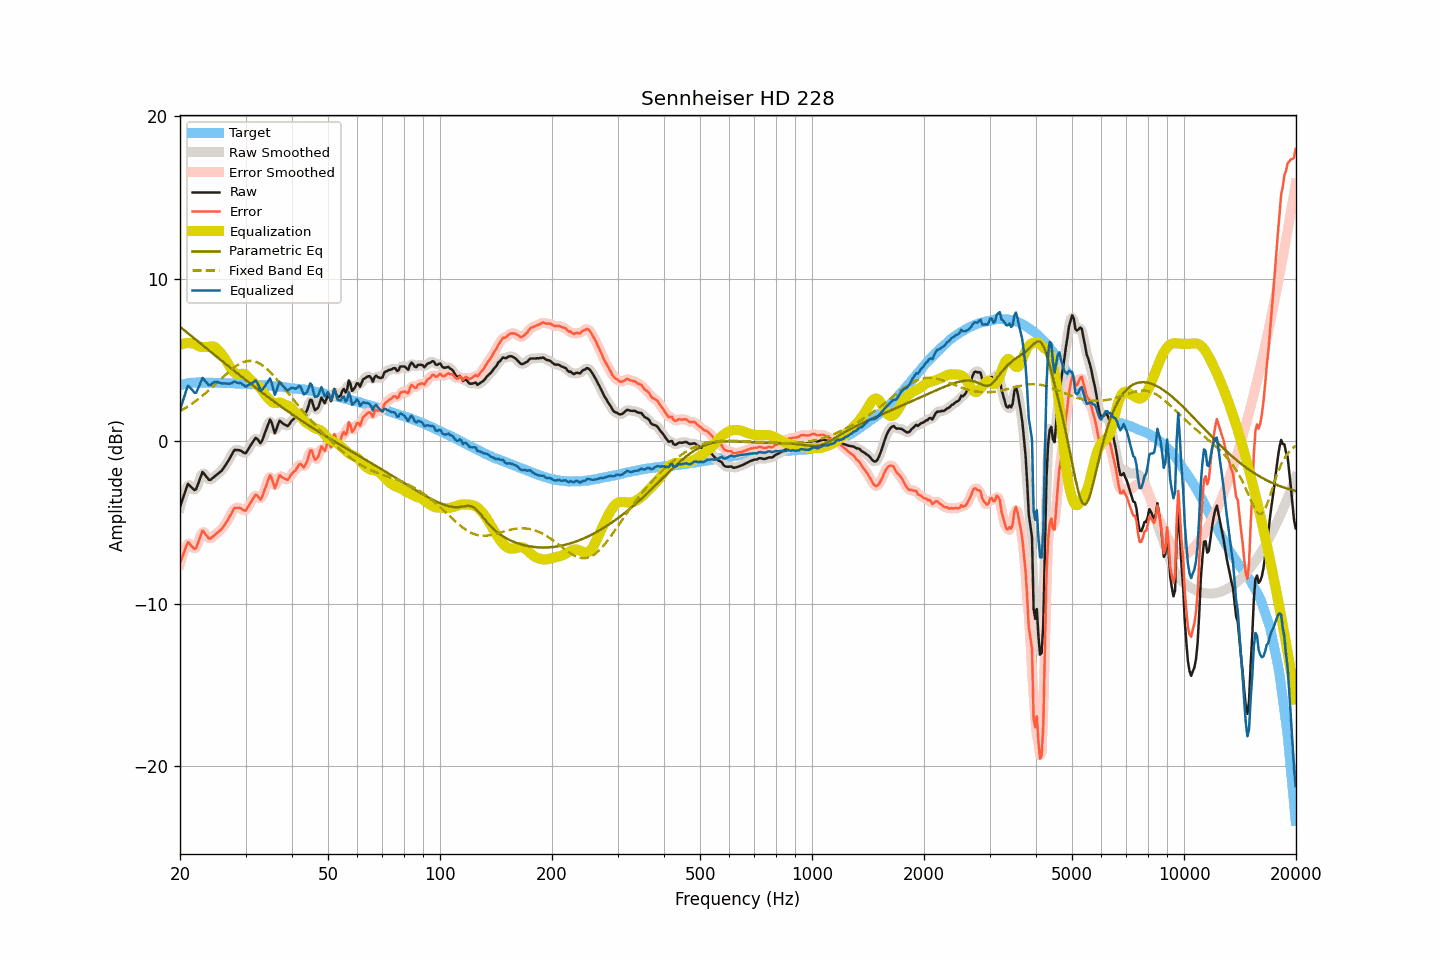 Sennheiser HD 228
20
10
0
−10
−20
Amplitude (dBr)
Target
Raw Smoothed
Error Smoothed
Raw
Error
Equalization
Parametric Eq
Fixed Band Eq
Equalized
20 50 100 200 500 1000 2000 5000 10000 20000
Frequency (Hz)